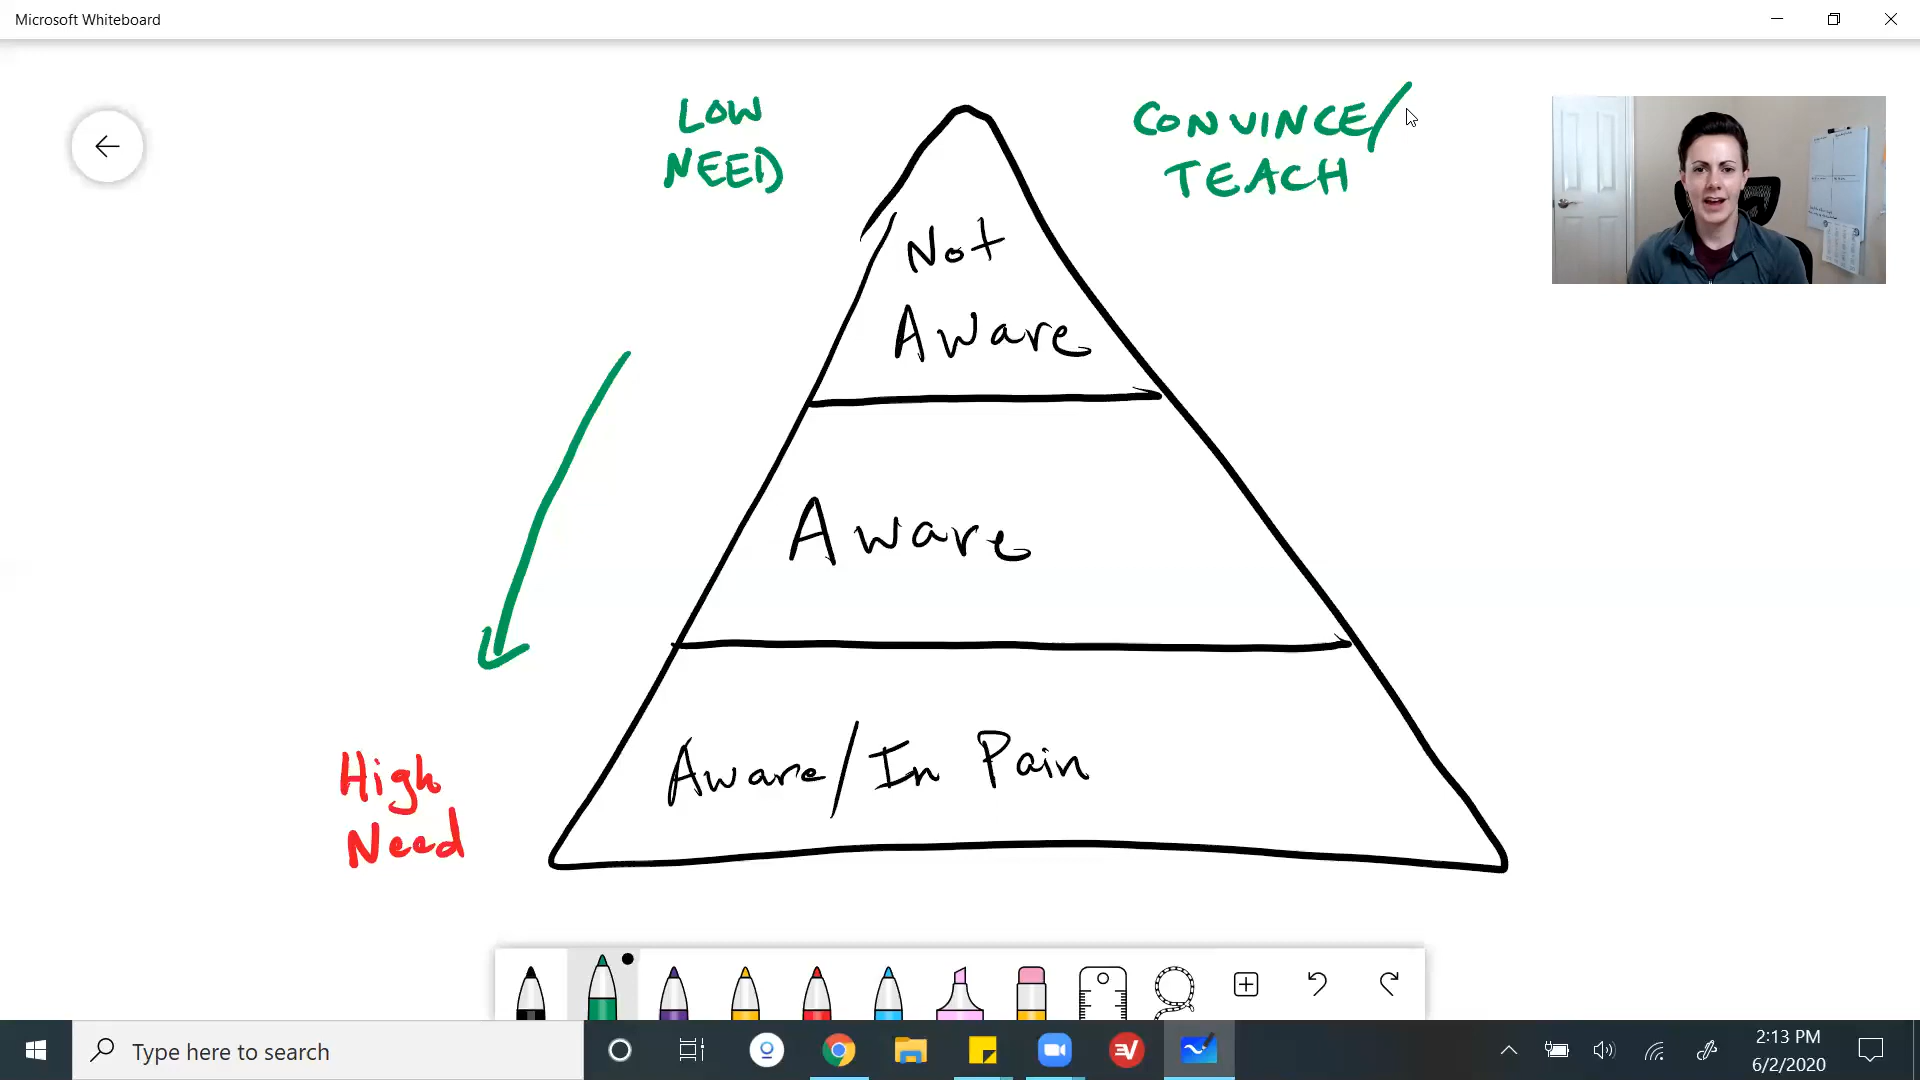 Microsoft Whiteboard
LOW
NEED
CONVINCE/
TEACH
Not
Aware
Aware
Aware/In Pain
High
Need
Type here to search
2:13 PM
6/2/2020